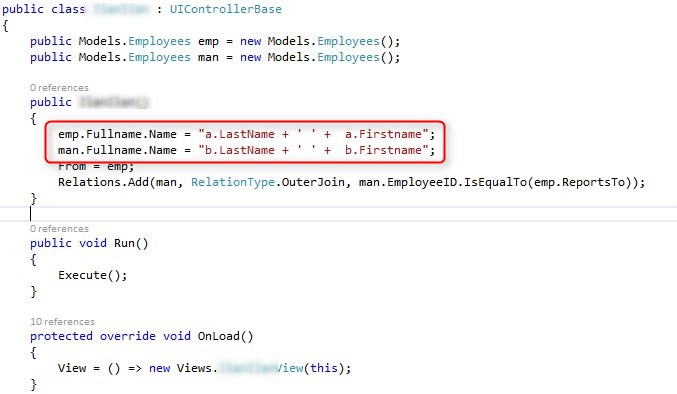 public class : UIControllerBase
{
public Models.Employees emp = new Models.Employees();
public Models.Employees man = new Models.Employees();
0 references
public
{
emp.Fullname.Name = "a.LastName + ' ' +  a.Firstname";
man.Fullname.Name = "b.LastName + ' ' +  b.Firstname";
From = emp;
Relations.Add(man, RelationType.OuterJoin, man.EmployeeID.IsEqualTo(emp.ReportsTo));
}
0 references
public void Run()
{
Execute();
}
10 references
protected override void OnLoad()
{
View = () => new Views. View(this);
}